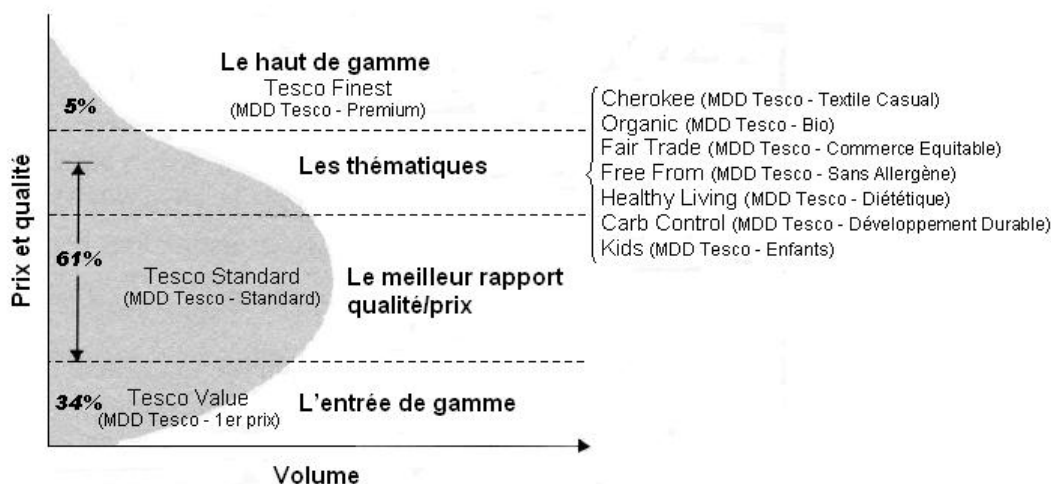 Prix et qualité
Le haut de gamme
Tesco Finest
(MDD Tesco - Premium)
5%
Les thématiques
Cherokee (MDD Tesco - Textile Casual)
Organic (MDD Tesco - Bio)
Fair Trade (MDD Tesco - Commerce Equitable)
Free From (MDD Tesco - Sans Allergène)
Healthy Living (MDD Tesco - Diététique)
Carb Control (MDD Tesco - Développement Durable)
Kids (MDD Tesco - Enfants)
61%
Tesco Standard
(MDD Tesco - Standard)
Le meilleur rapport
qualité/prix
34%
Tesco Value
(MDD Tesco - 1er prix)
L'entrée de gamme
Volume